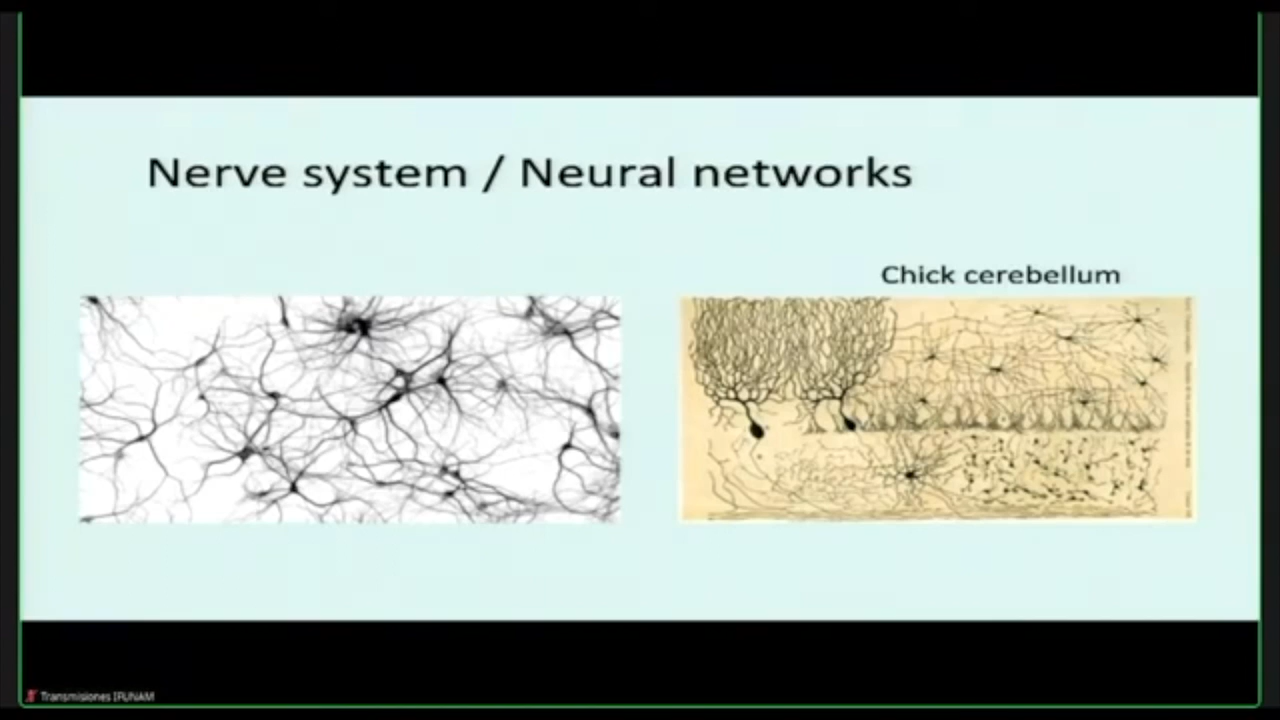 Nerve system / Neural networks
Chick cerebellum
Transmisiones IFUNAM